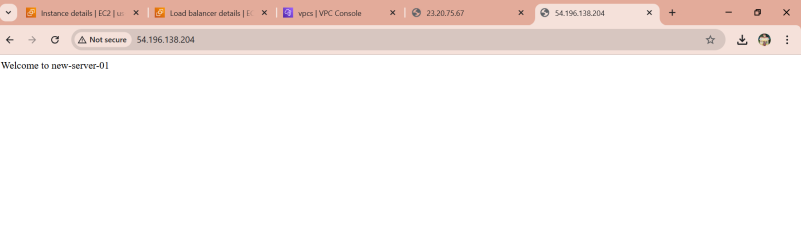 Instance details | EC2 | us
Load balancer details | E
vpcs | VPC Console
23.20.75.67
54.196.138.204
Not secure
54.196.138.204
Welcome to new-server-01